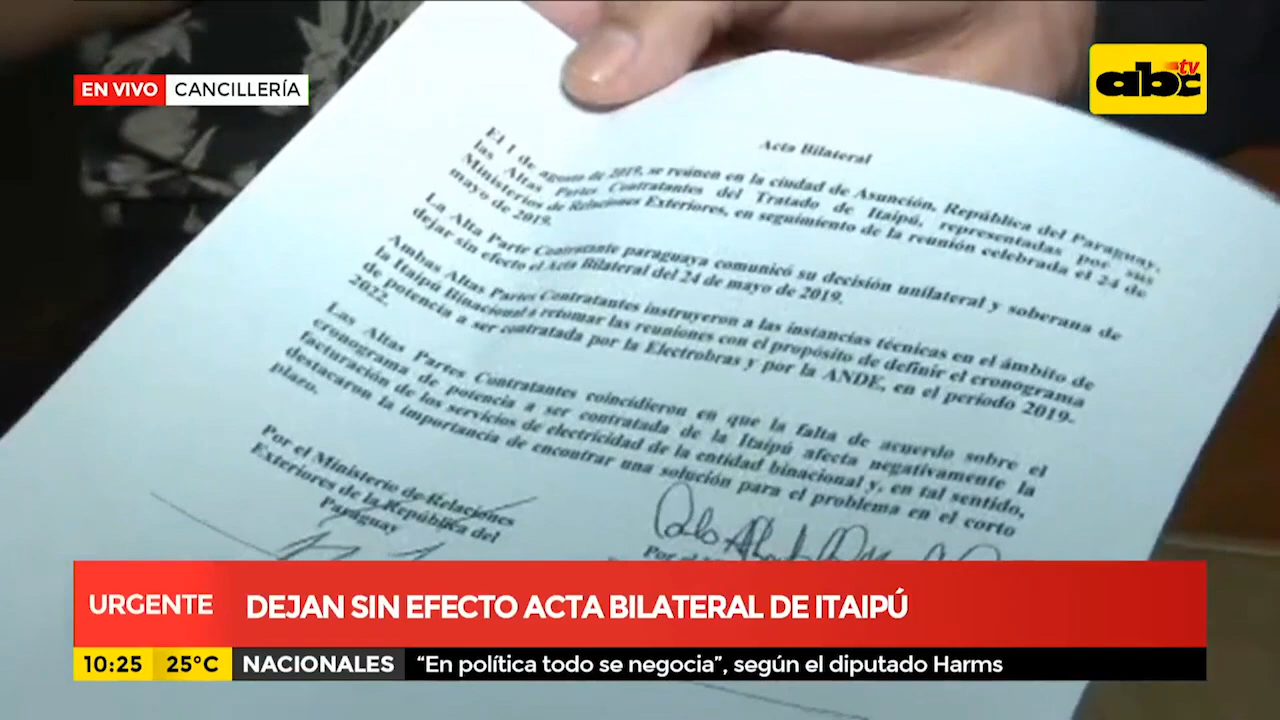 EN VIVO CANCILLERÍA
abc tv
Acta Bilateral
El 1 de agosto de 2019, se reúnen en la ciudad de Asunción, República del Paraguay,
las Altas Partes Contratantes del Tratado de Itaipú, representadas por sus
Ministerios de Relaciones Exteriores, en seguimiento de la reunión celebrada el 24 de
mayo de 2019.
La Alta Parte Contratante paraguaya comunicó su decisión unilateral y soberana de
dejar sin efecto el Acta Bilateral del 24 de mayo de 2019.
Ambas Altas Partes Contratantes instruyeron a las instancias técnicas en el ámbito de
la Itaipú Binacional a retomar las reuniones con el propósito de definir el cronograma
de potencia a ser contratada por la Electrobras y por la ANDE, en el periodo 2019-
2022.
Las Altas Partes Contratantes coincidieron en que la falta de acuerdo sobre el
cronograma de potencia a ser contratada de la Itaipú afecta negativamente la
facturación de los servicios de electricidad de la entidad binacional y, en tal sentido,
destacaron la importancia de encontrar una solución para el problema en el corto
plazo.
Por el Ministerio de Relaciones
Exteriores de la República del
Paraguay
Por el
URGENTE DEJAN SIN EFECTO ACTA BILATERAL DE ITAIPÚ
10:25 25°C NACIONALES “En política todo se negocia”, según el diputado Harms